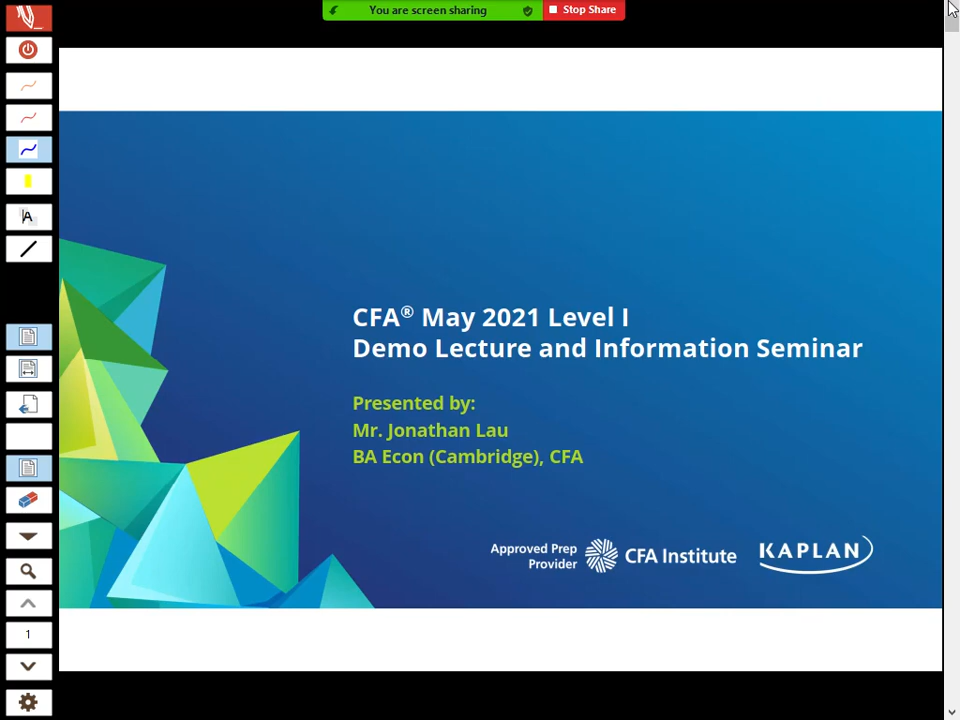 You are screen sharing
Stop Share
A
CFA® May 2021 Level I
Demo Lecture and Information Seminar
Presented by:
Mr. Jonathan Lau
BA Econ (Cambridge), CFA
Approved Prep
Provider
CFA Institute
KAPLAN
1